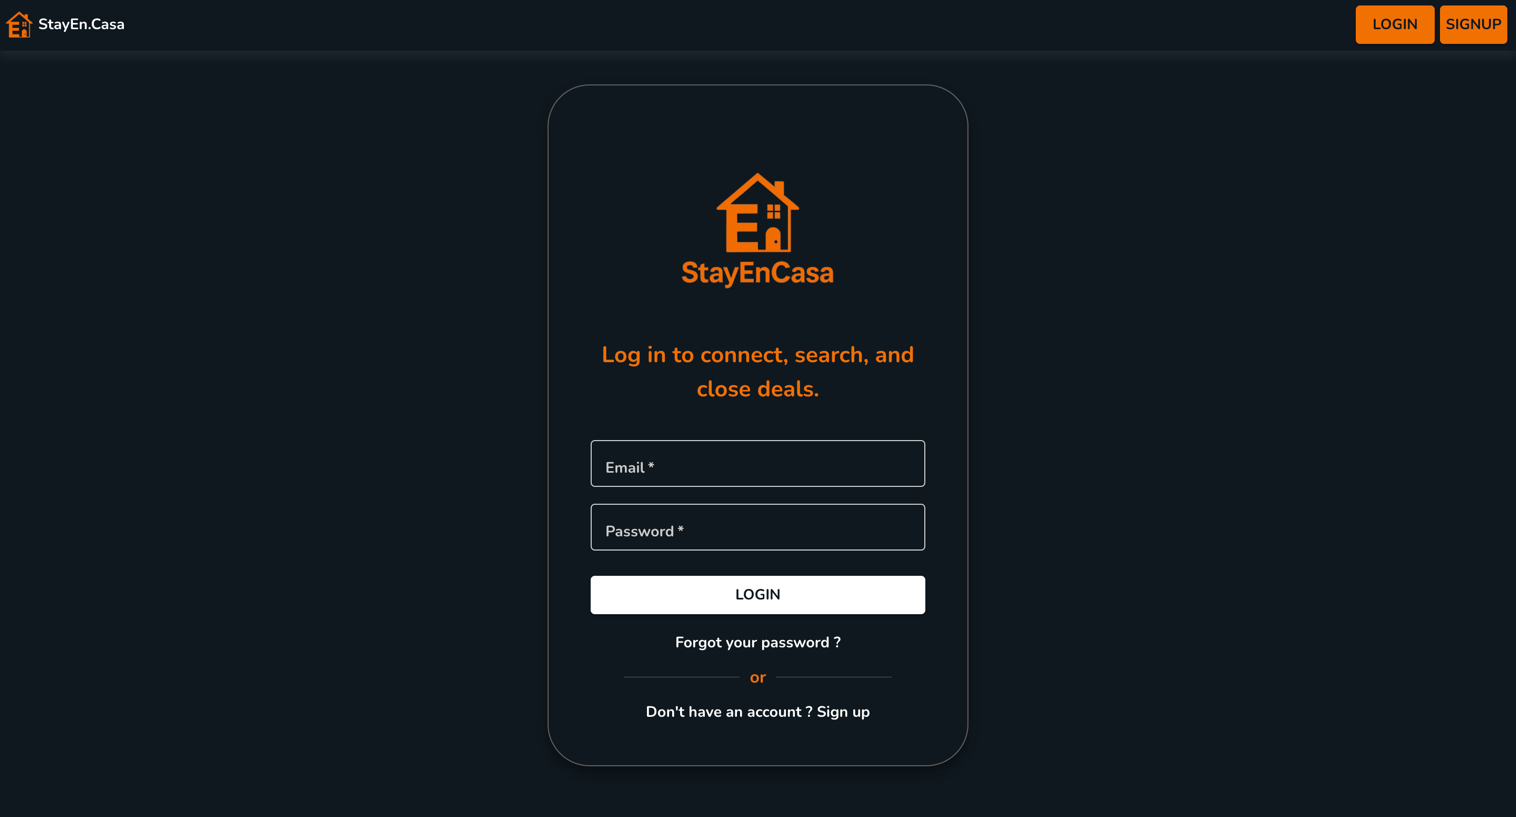 StayEn.Casa
LOGIN
SIGNUP
E
StayEnCasa
Log in to connect, search, and
close deals.
Email *
Password *
LOGIN
Forgot your password ?
or
Don't have an account ? Sign up